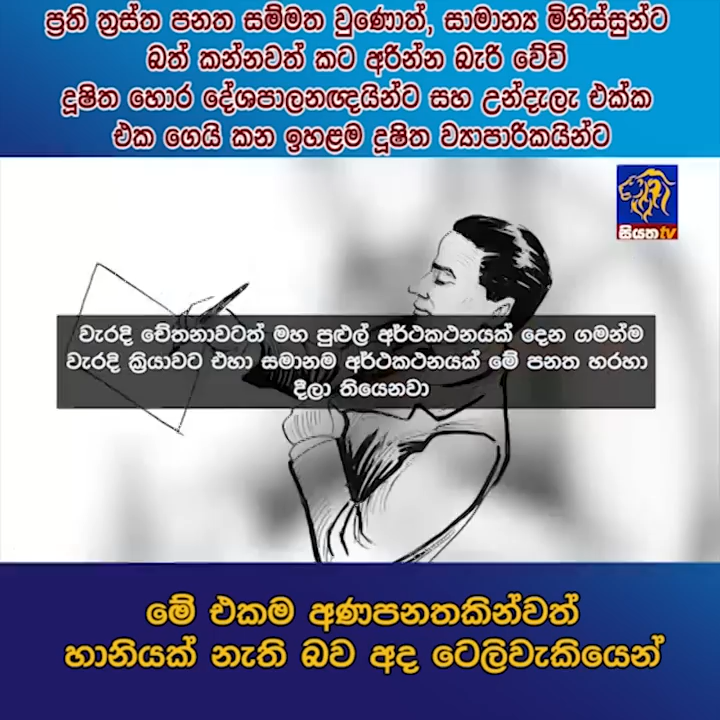 ප්‍රති ත්‍රස්ත පනත සම්මත වුණොත්, සාමාන්‍ය මිනිස්සුන්ට
බත් කන්නවත් කට අරින්න බැරි වේවි
දූෂිත හොර දේශපාලනඥයින්ට සහ උන්දැලැ එක්ක
එක ගෙයි කන ඉහළම දූෂිත ව්‍යාපාරිකයින්ට
සියත tv
වැරදි චේතනාවටත් මහ පුළුල් අර්ථකථනයක් දෙන ගමන්ම
වැරදි ක්‍රියාවට එහා සමානම අර්ථකථනයක් මේ පනත හරහා
දීලා තියෙනවා
මේ එකම අණපනතකින්වත්
හානියක් නැති බව අද ටෙලිවැකියෙන්